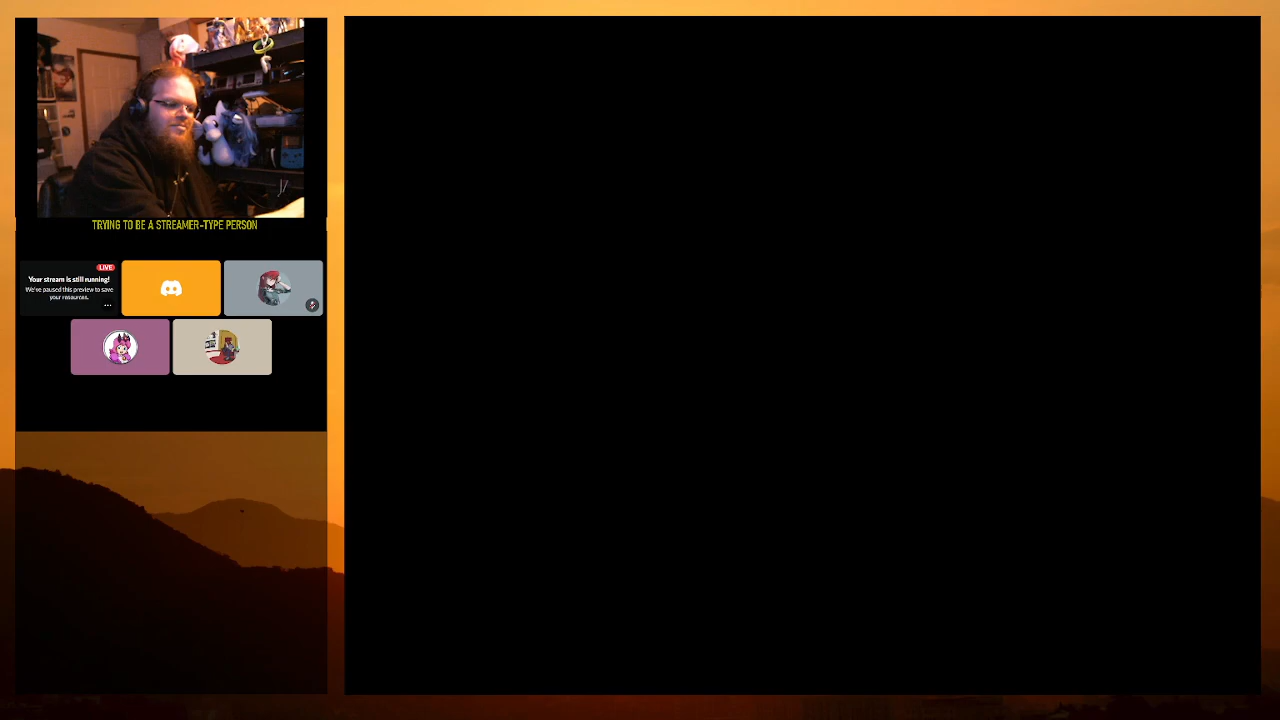 TRYING TO BE A STREAMER-TYPE PERSON
LIVE
Your stream is still running!
We've paused this preview to save
your resources.